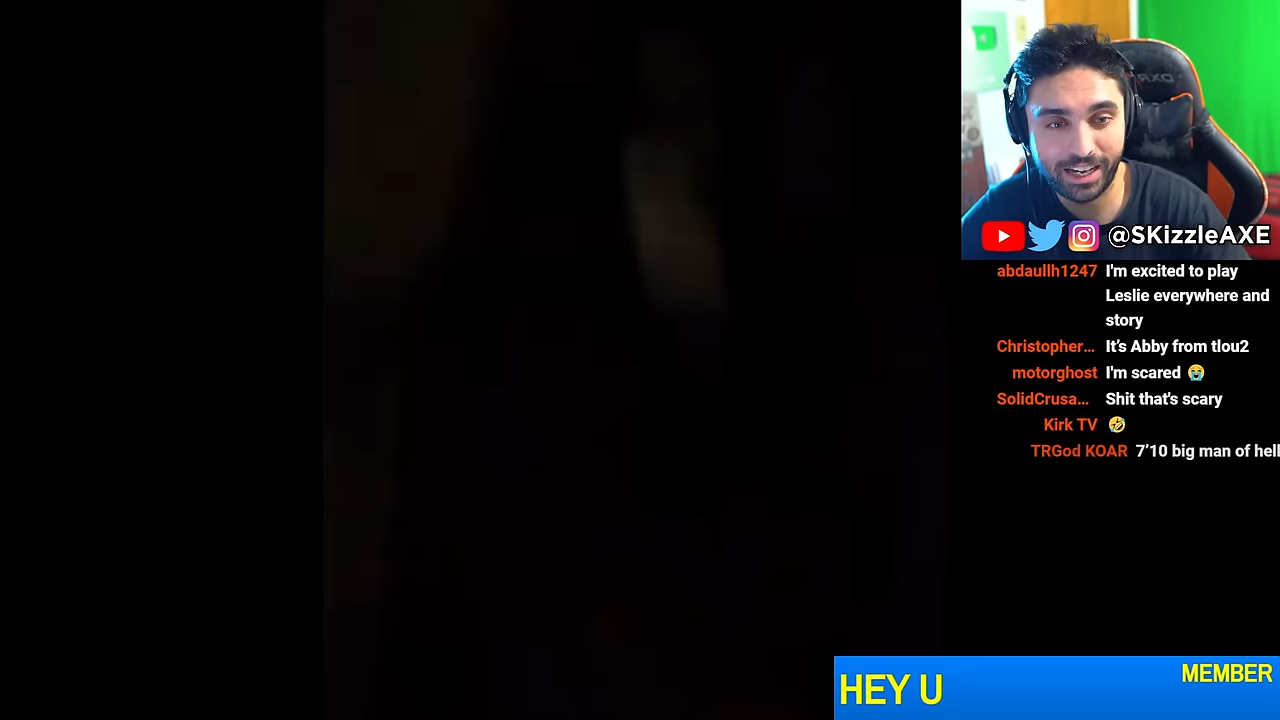 @SKizzleAXE
abdaullh1247 I'm excited to play
Leslie everywhere and
story
Christopher… It’s Abby from tlou2
motorghost I'm scared 😭
SolidCrusa… Shit that's scary
Kirk TV 🤣
TRGod KOAR 7’10 big man of hell
MEMBER
HEY U